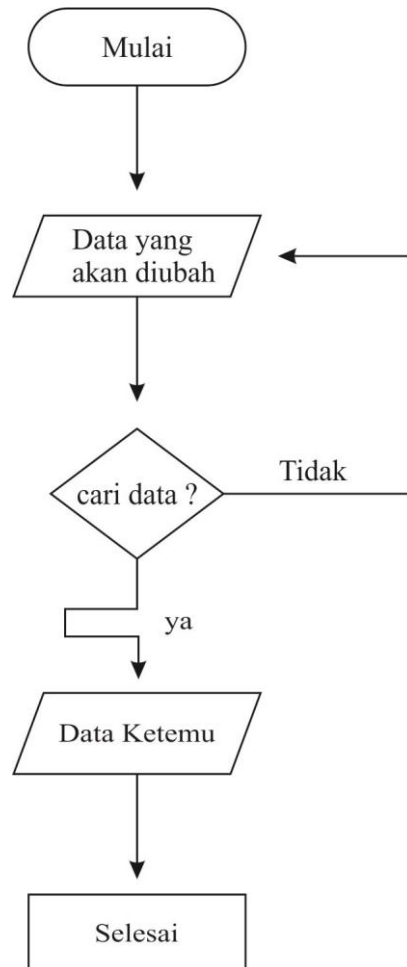 Mulai
Data yang
akan diubah
cari data ?
Tidak
ya
Data Ketemu
Selesai